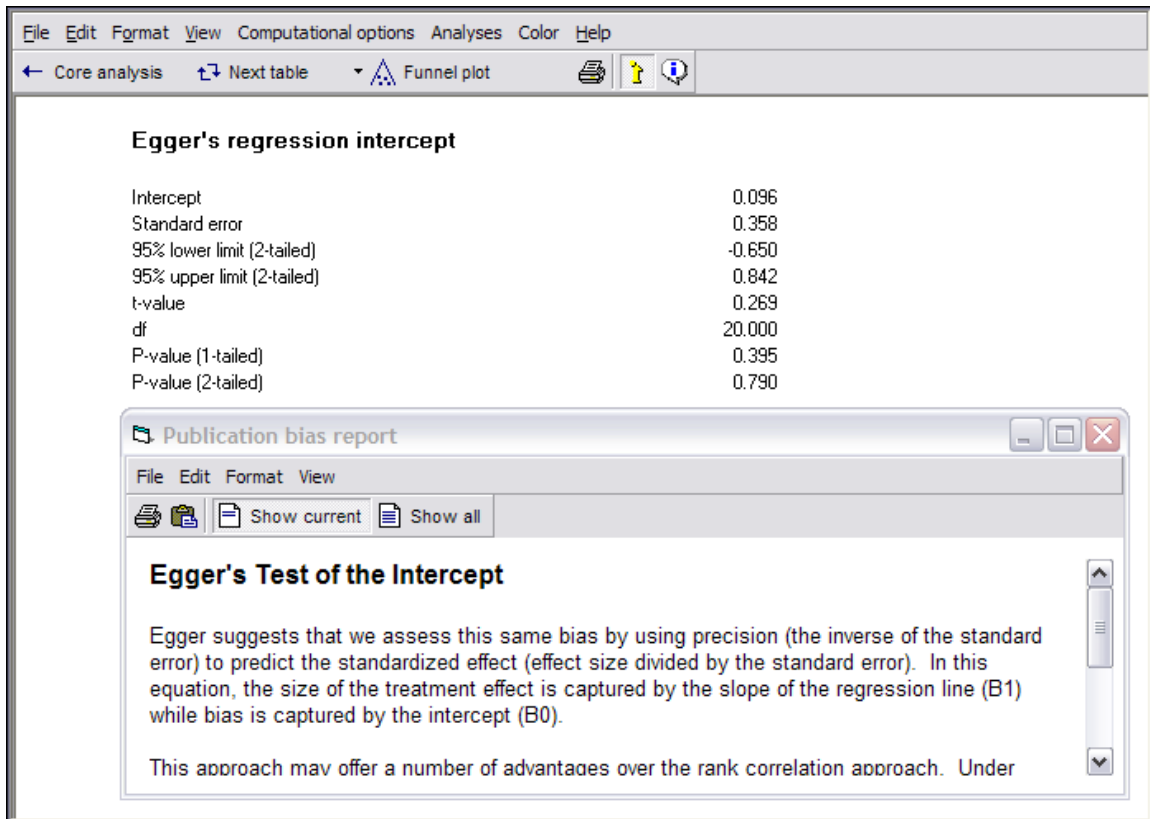 File Edit Format View Computational options Analyses Color Help
Core analysis Next table Funnel plot
Egger's regression intercept
Intercept 0.096
Standard error 0.358
95% lower limit (2-tailed) -0.650
95% upper limit (2-tailed) 0.842
t-value 0.269
df 20.000
P-value (1-tailed) 0.395
P-value (2-tailed) 0.790
Publication bias report
File Edit Format View
Show current Show all
Egger's Test of the Intercept
Egger suggests that we assess this same bias by using precision (the inverse of the standard
error) to predict the standardized effect (effect size divided by the standard error).  In this
equation, the size of the treatment effect is captured by the slope of the regression line (B1)
while bias is captured by the intercept (B0).
This approach may offer a number of advantages over the rank correlation approach.  Under